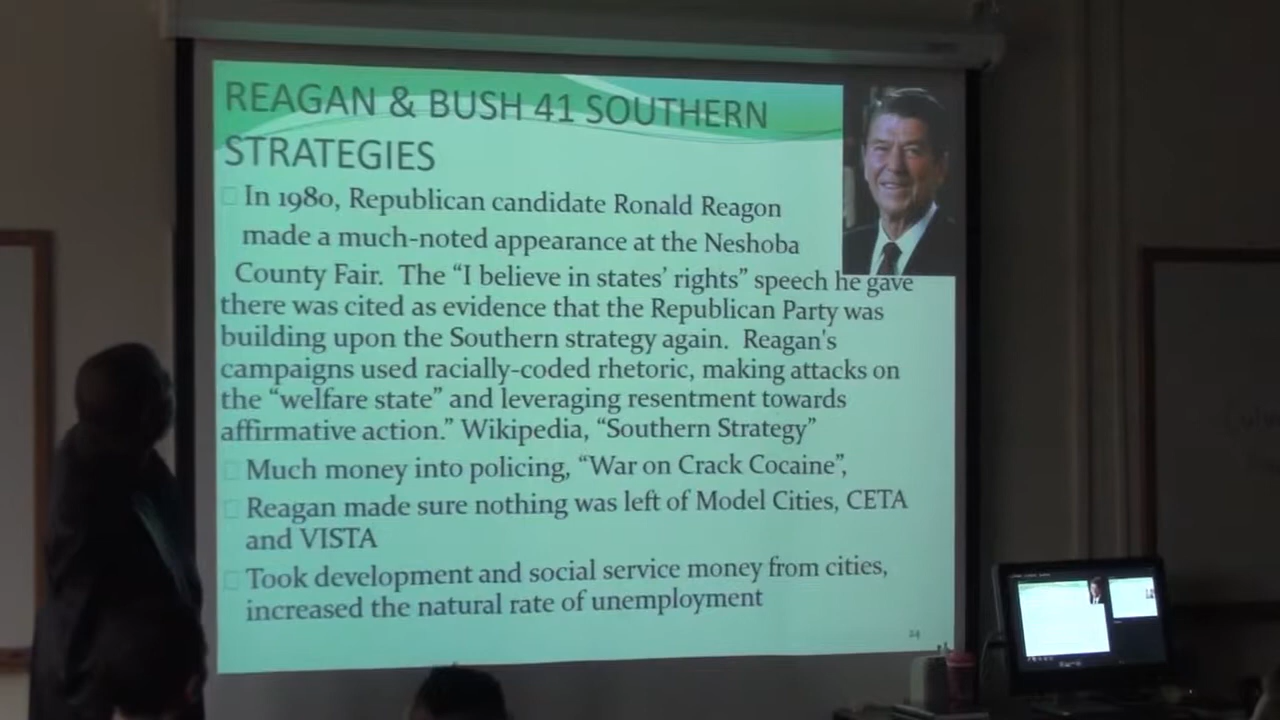 REAGAN & BUSH 41 SOUTHERN
STRATEGIES
In 1980, Republican candidate Ronald Reagon
made a much-noted appearance at the Neshoba
County Fair. The “I believe in states’ rights” speech he gave
there was cited as evidence that the Republican Party was
building upon the Southern strategy again. Reagan's
campaigns used racially-coded rhetoric, making attacks on
the “welfare state” and leveraging resentment towards
affirmative action.” Wikipedia, “Southern Strategy”
Much money into policing, “War on Crack Cocaine”,
Reagan made sure nothing was left of Model Cities, CETA
and VISTA
Took development and social service money from cities,
increased the natural rate of unemployment
24